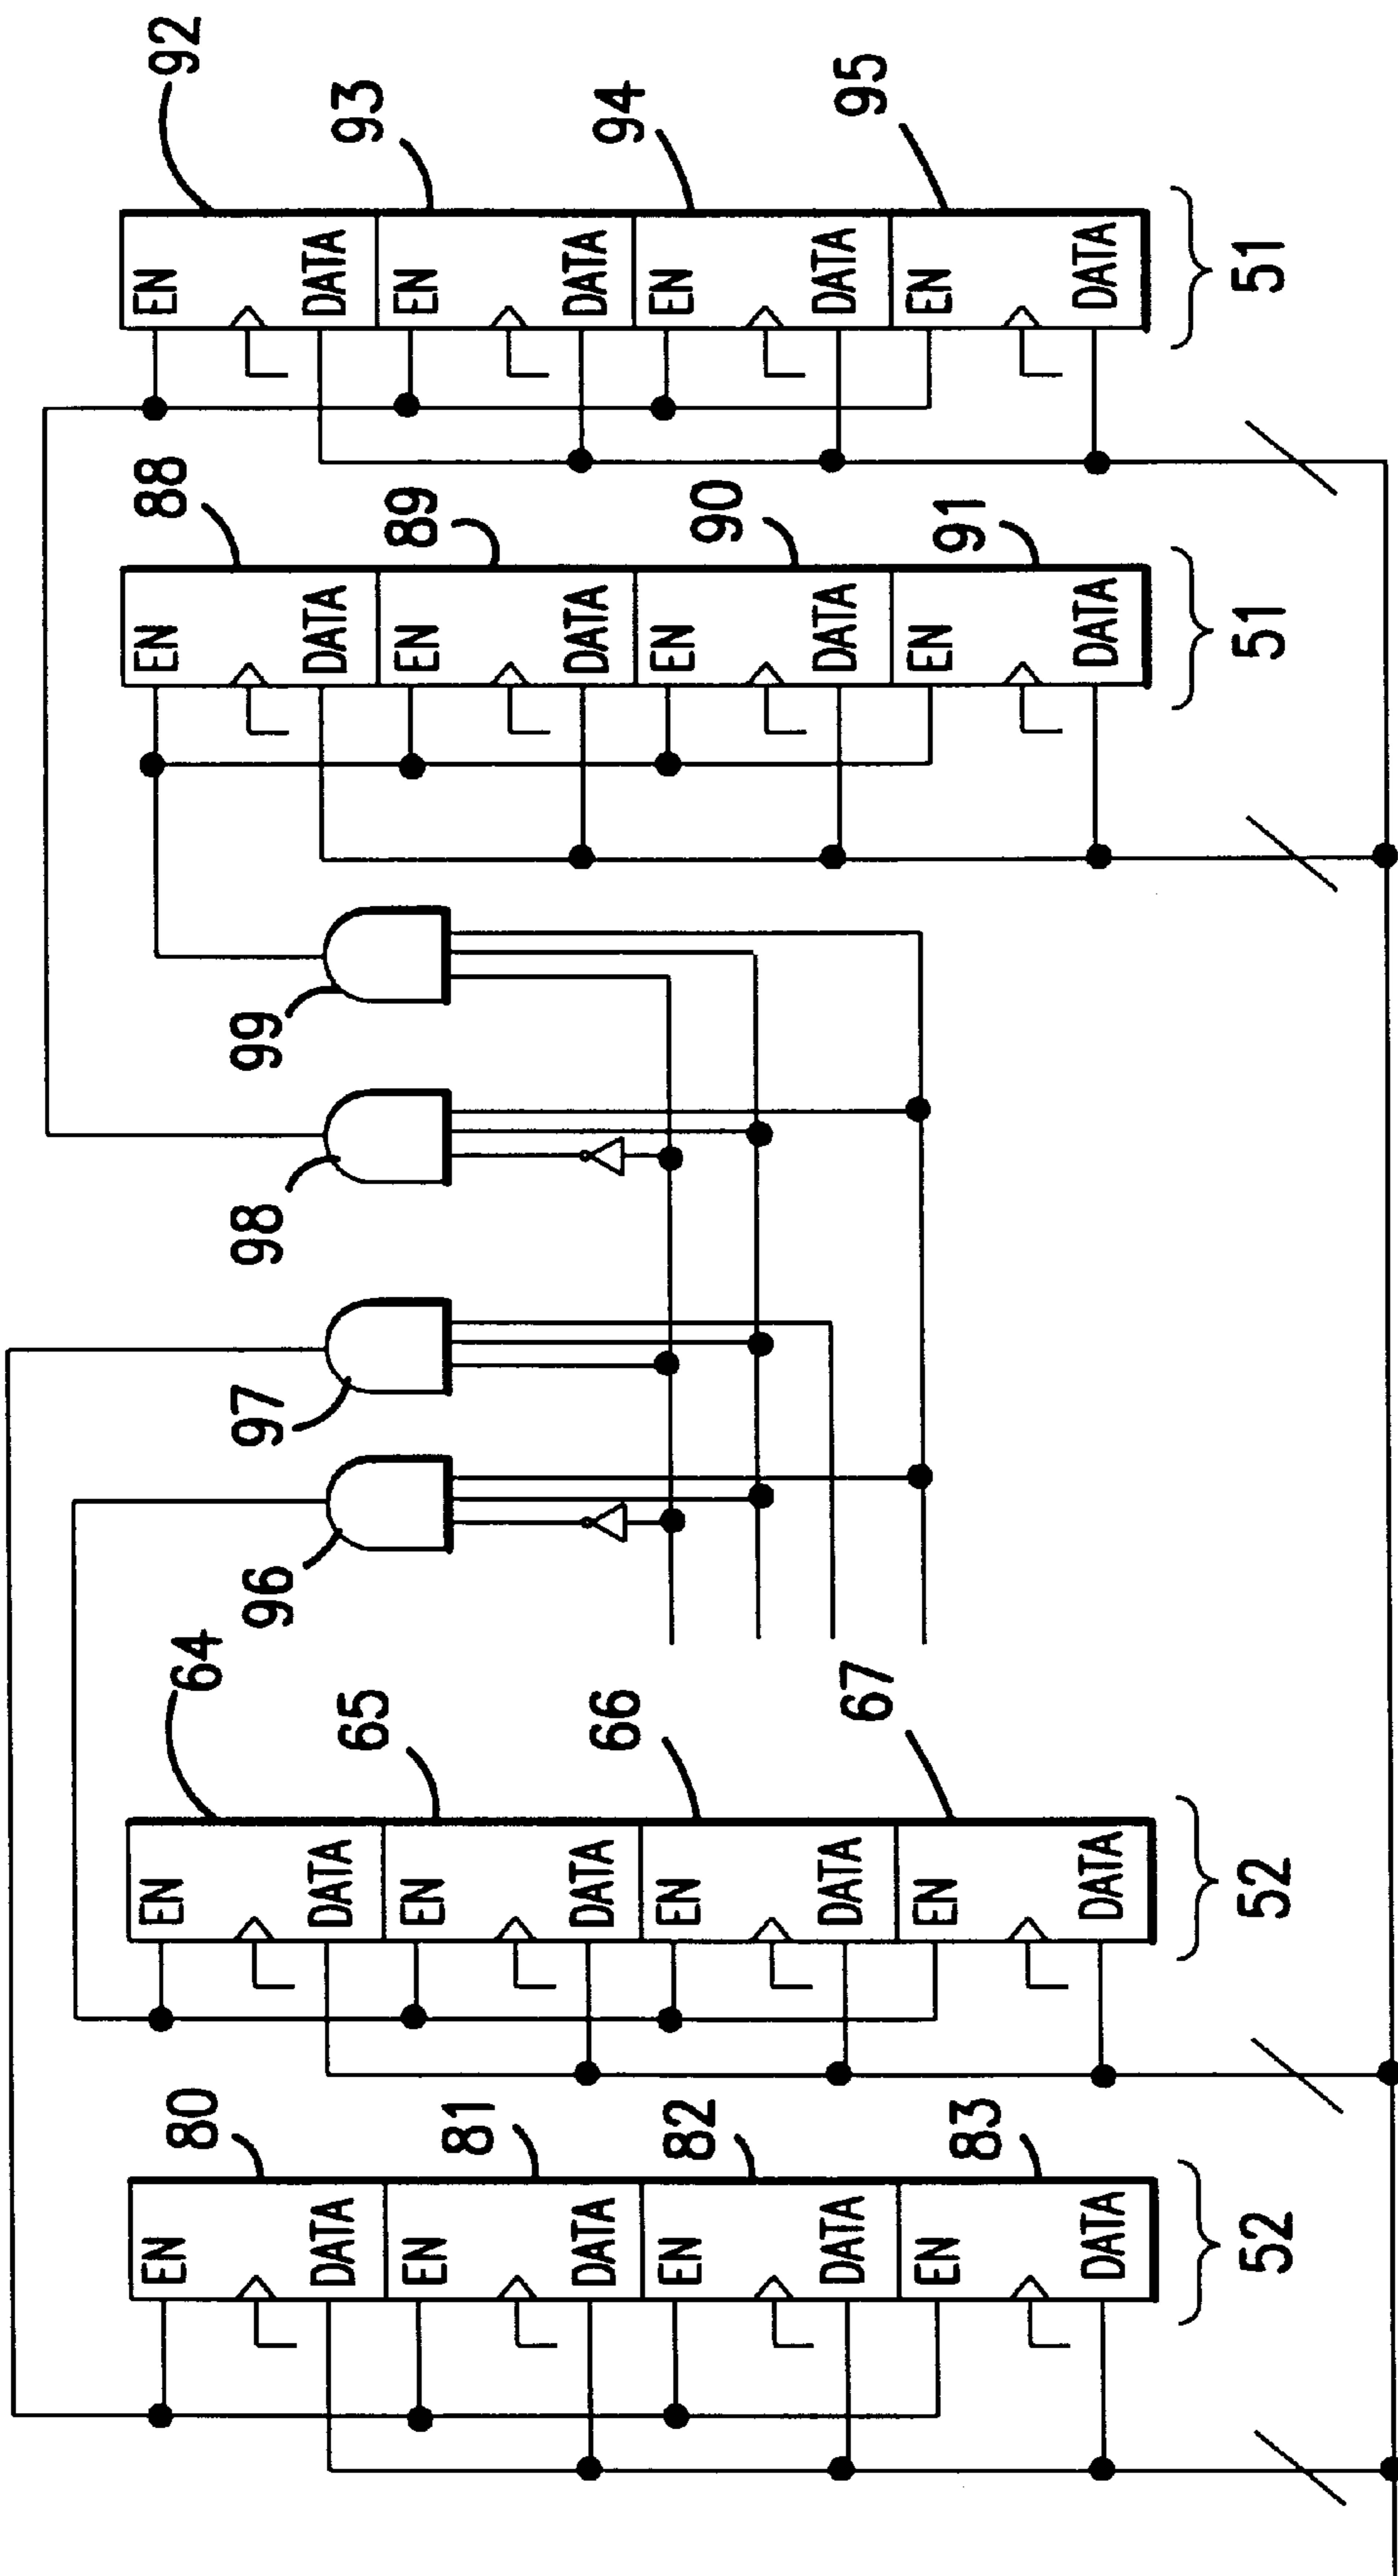 80
EN
DATA
81
EN
DATA
82
EN
DATA
83
EN
DATA
52
64
EN
DATA
65
EN
DATA
66
EN
DATA
67
EN
DATA
52
96
97
98
99
88
EN
DATA
89
EN
DATA
90
EN
DATA
91
EN
DATA
51
92
EN
DATA
93
EN
DATA
94
EN
DATA
95
EN
DATA
51